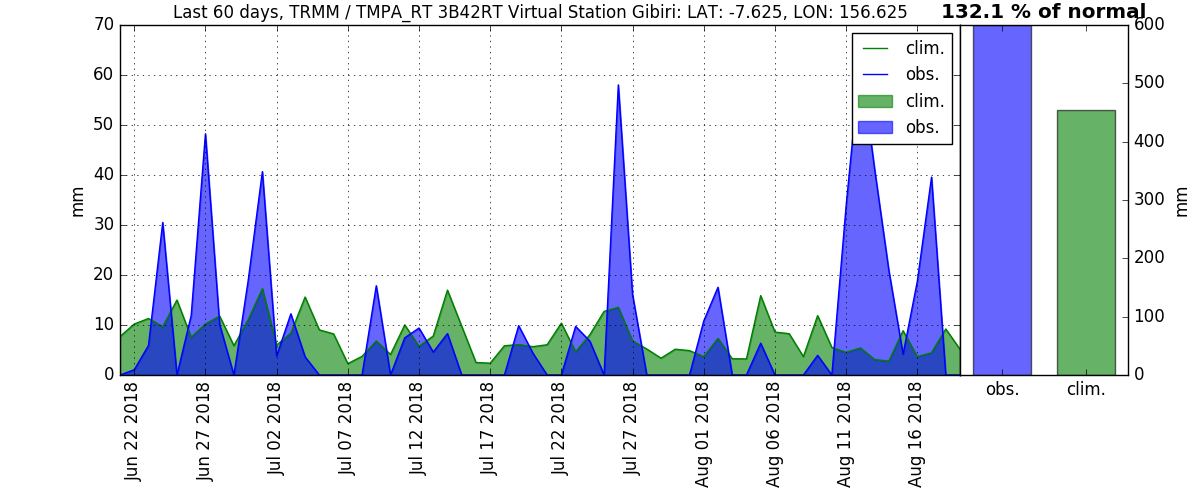 Last 60 days, TRMM / TMPA_RT 3B42RT Virtual Station Gibiri: LAT: -7.625, LON: 156.625
132.1 % of normal
70
60
50
40
30
20
10
0
mm
clim.
obs.
clim.
obs.
600
500
400
300
200
100
0
mm
Jun 22 2018
Jun 27 2018
Jul 02 2018
Jul 07 2018
Jul 12 2018
Jul 17 2018
Jul 22 2018
Jul 27 2018
Aug 01 2018
Aug 06 2018
Aug 11 2018
Aug 16 2018
obs.
clim.